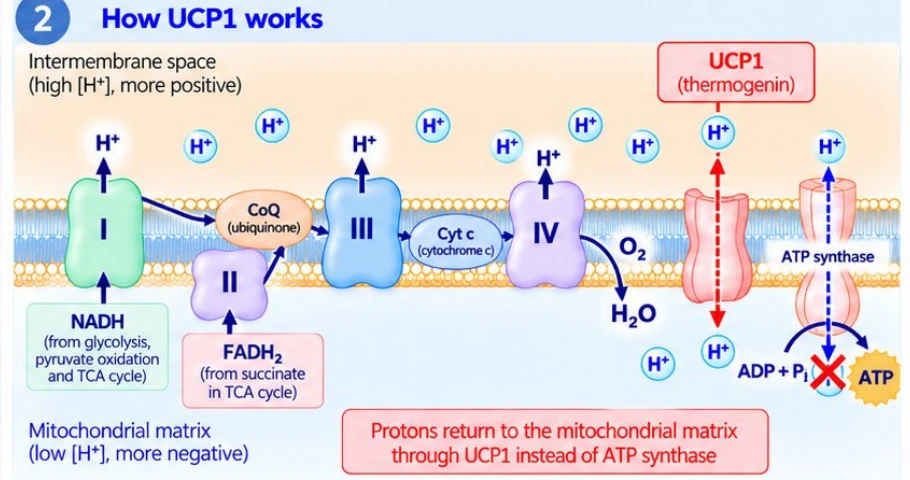 2
How UCP1 works
Intermembrane space
(high [H⁺], more positive)
UCP1
(thermogenin)
H⁺
H⁺
H⁺
H⁺
H⁺
H⁺
H⁺
H⁺
H⁺
H⁺
H⁺
I
CoQ
(ubiquinone)
III
Cyt c
(cytochrome c)
IV
O₂
ATP synthase
II
H₂O
NADH
(from glycolysis,
pyruvate oxidation
and TCA cycle)
FADH₂
(from succinate
in TCA cycle)
H⁺
H⁺
ADP + Pᵢ
ATP
Mitochondrial matrix
(low [H⁺], more negative)
Protons return to the mitochondrial matrix
through UCP1 instead of ATP synthase